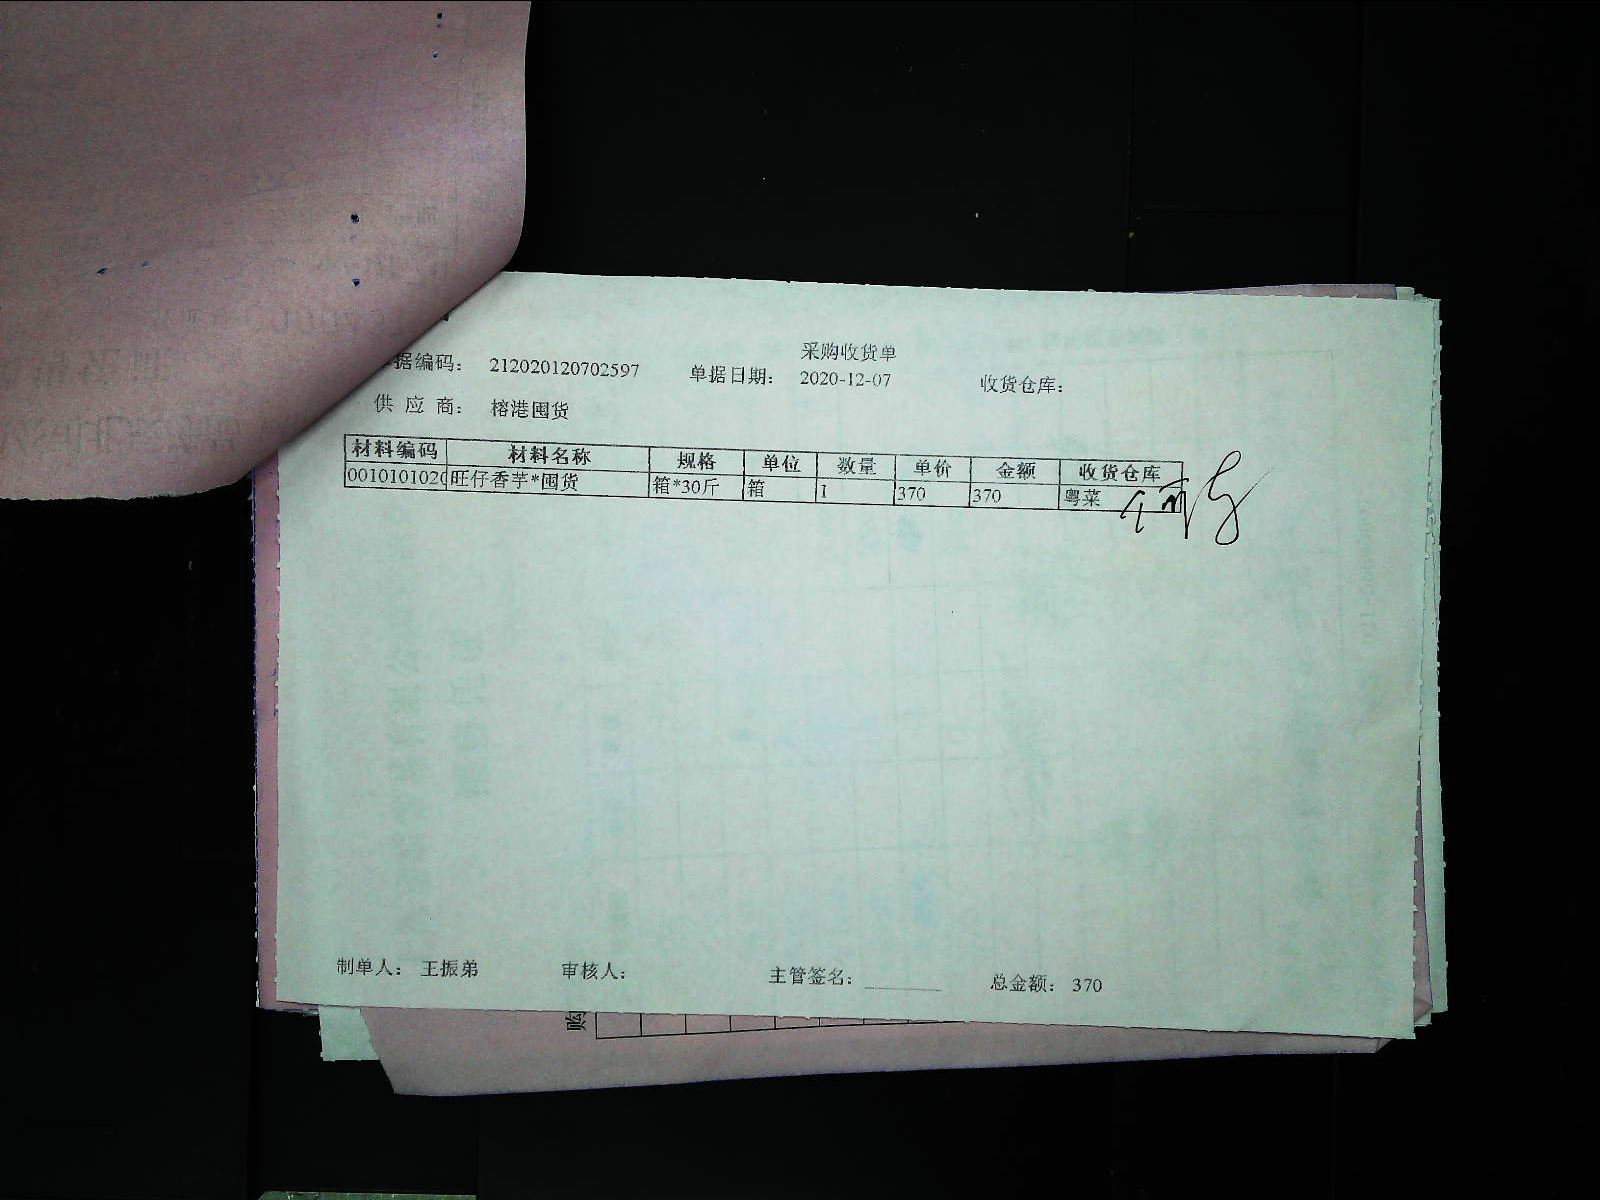 采购收货单
据编码： 212020120702597 单据日期： 2020-12-07 收货仓库：
供 应 商： 榕港囤货
材料编码 材料名称 规格 单位 数量 单价 金额 收货仓库
0010101020 旺仔香芋*囤货 箱*30斤 箱 1 370 370 粤菜
制单人： 王振弟 审核人： 主管签名： 总金额： 370
购